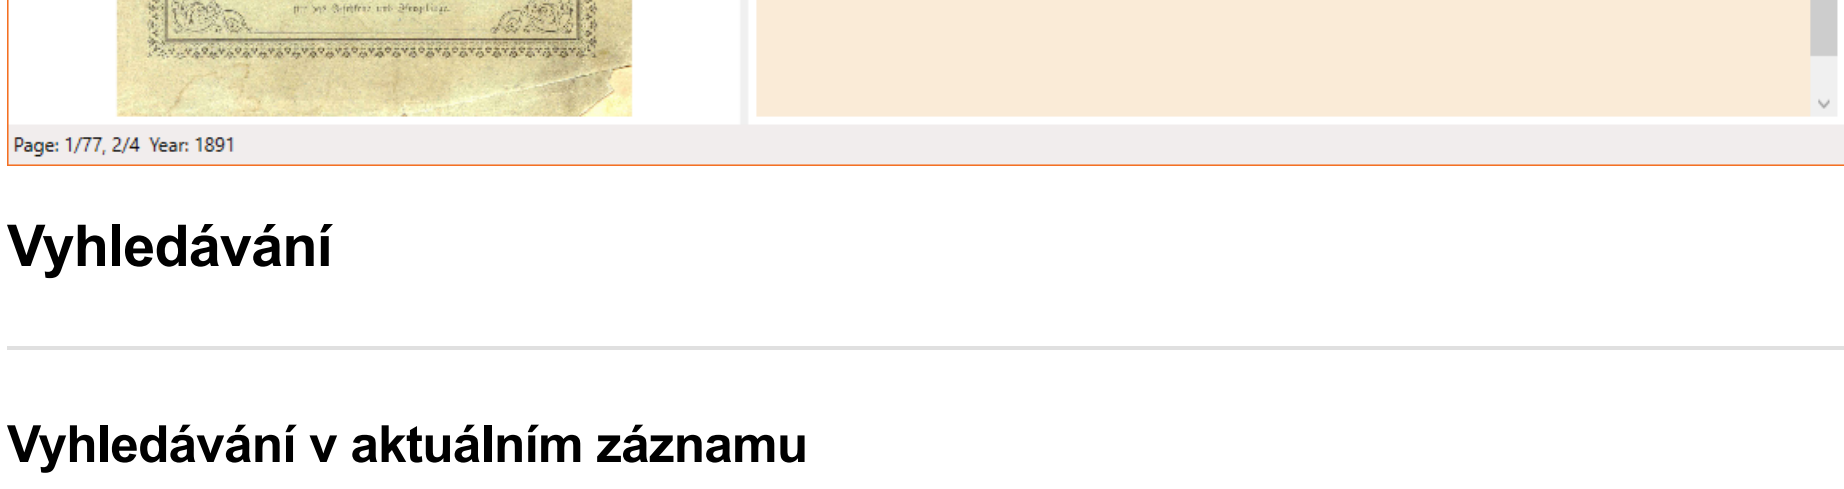 Page: 1/77, 2/4 Year: 1891
Vyhledávání
Vyhledávání v aktuálním záznamu